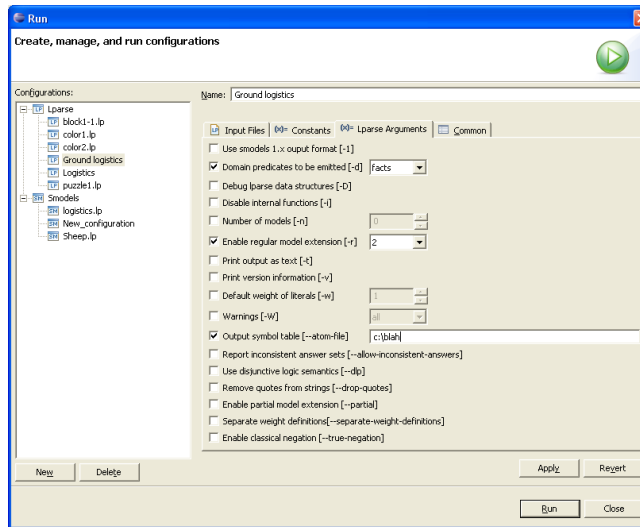 Run
Create, manage, and run configurations
Configurations:
Lparse
block1-1.lp
color1.lp
color2.lp
Ground logistics
Logistics
puzzle1.lp
Smodels
logistics.lp
New_configuration
Sheep.lp
New
Delete
Name: Ground logistics
Input Files (x)= Constants (x)= Lparse Arguments Common
Use smodels 1.x ouput format [-1]
Domain predicates to be emitted [-d] facts
Debug lparse data structures [-D]
Disable internal functions [-i]
Number of models [-n] 0
Enable regular model extension [-r] 2
Print output as text [-t]
Print version information [-v]
Default weight of literals [-w] 1
Warnings [-W] all
Output symbol table [--atom-file] c:\blah
Report inconsistent answer sets [--allow-inconsistent-answers]
Use disjunctive logic semantics [--dlp]
Remove quotes from strings [--drop-quotes]
Enable partial model extension [--partial]
Separate weight definitions[--separate-weight-definitions]
Enable classical negation [--true-negation]
Apply Revert
Run Close